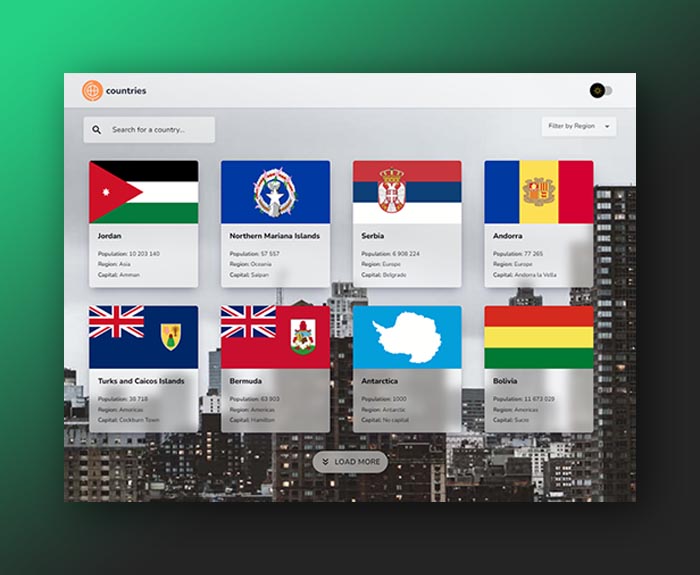 countries
Search for a country...
Filter by Region
Jordan
Population: 10 203 140
Region: Asia
Capital: Amman
Northern Mariana Islands
Population: 57 557
Region: Oceania
Capital: Saipan
Serbia
Population: 6 908 224
Region: Europe
Capital: Belgrade
Andorra
Population: 77 265
Region: Europe
Capital: Andorra la Vella
Turks and Caicos Islands
Population: 38 718
Region: Americas
Capital: Cockburn Town
Bermuda
Population: 63 903
Region: Americas
Capital: Hamilton
Antarctica
Population: 1000
Region: Antarctic
Capital: No capital
Bolivia
Population: 11 673 029
Region: Americas
Capital: Sucre
LOAD MORE